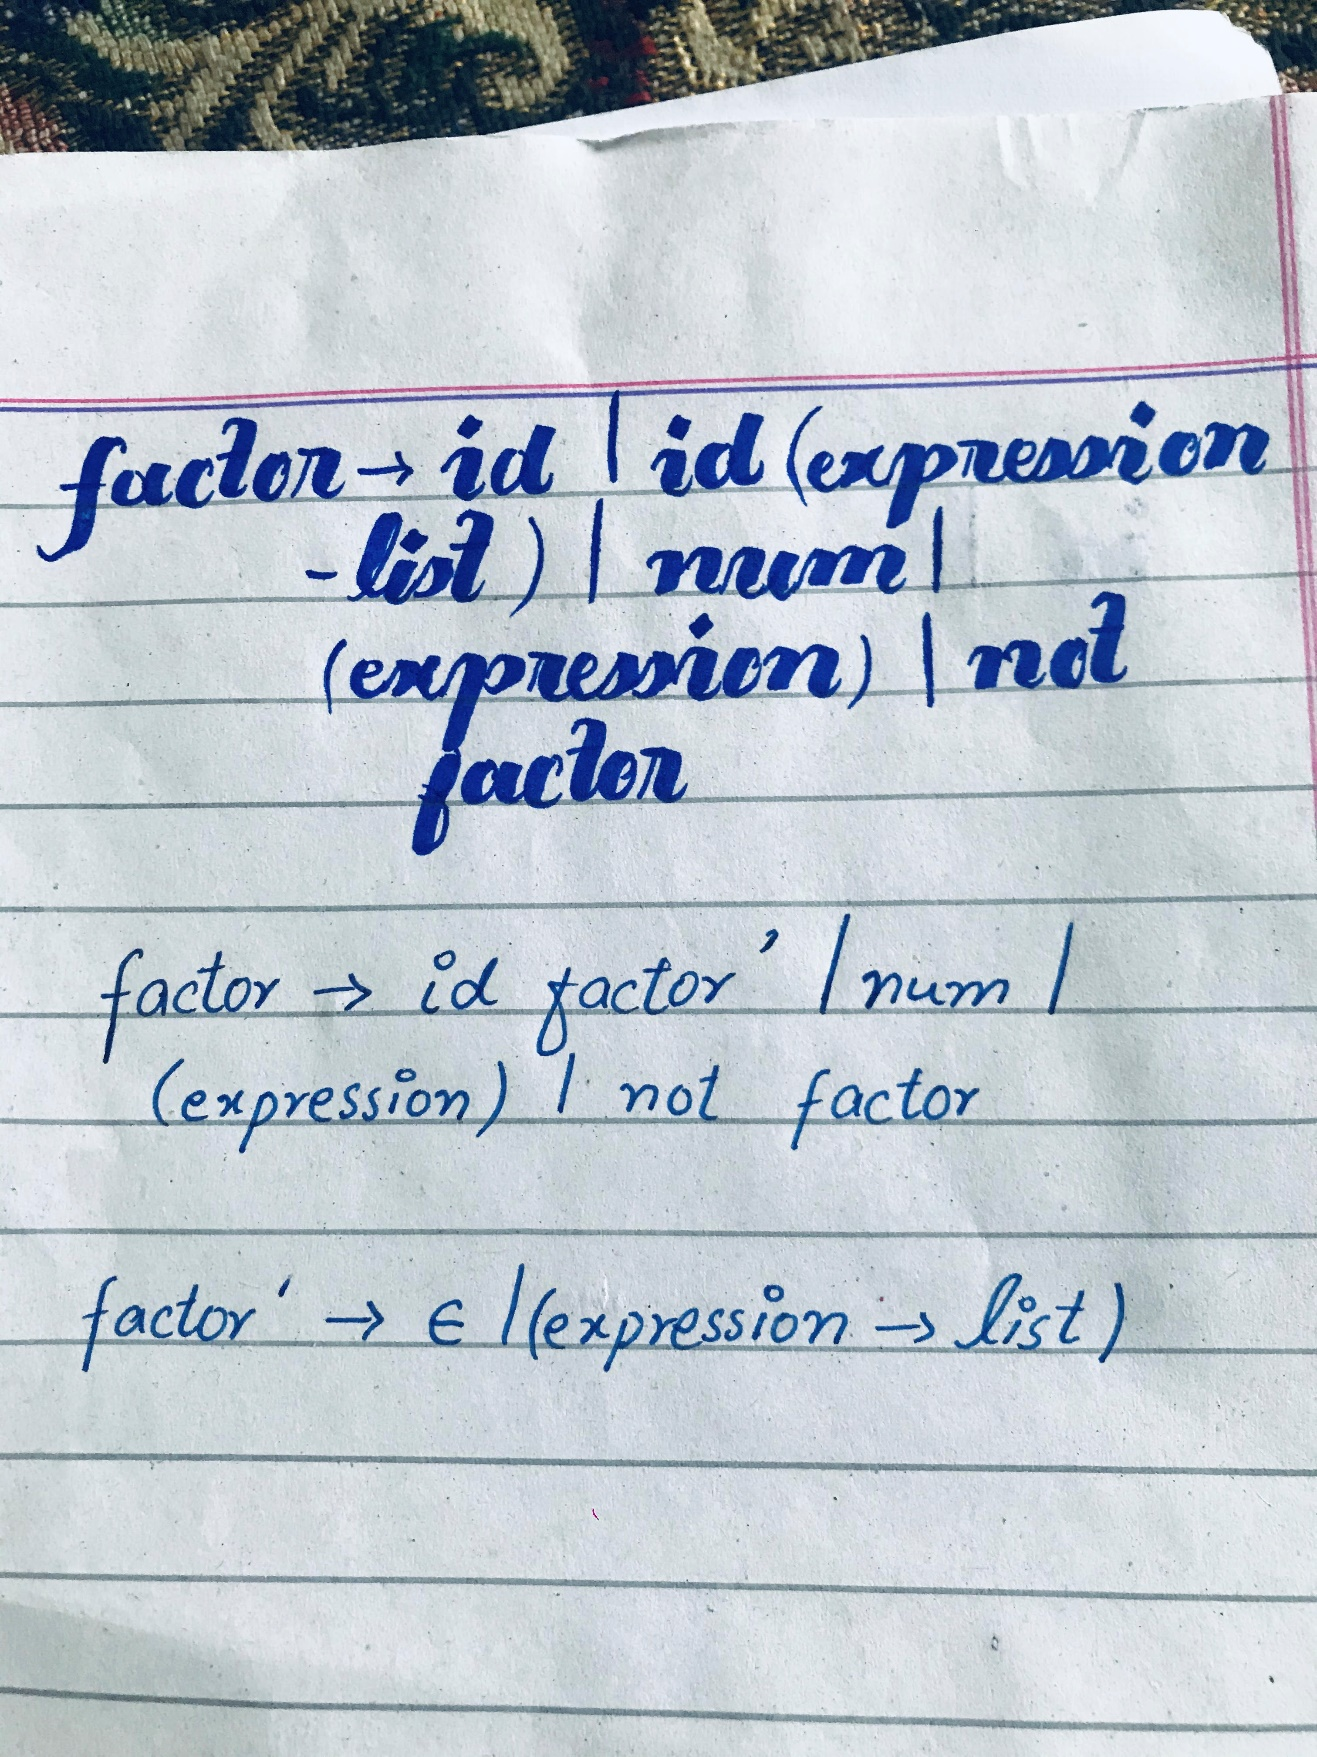 factor → id | id (expression
-list) | num |
(expression) | not
factor
factor → id factor' | num |
(expression) | not factor
factor' → ϵ | (expression → list)